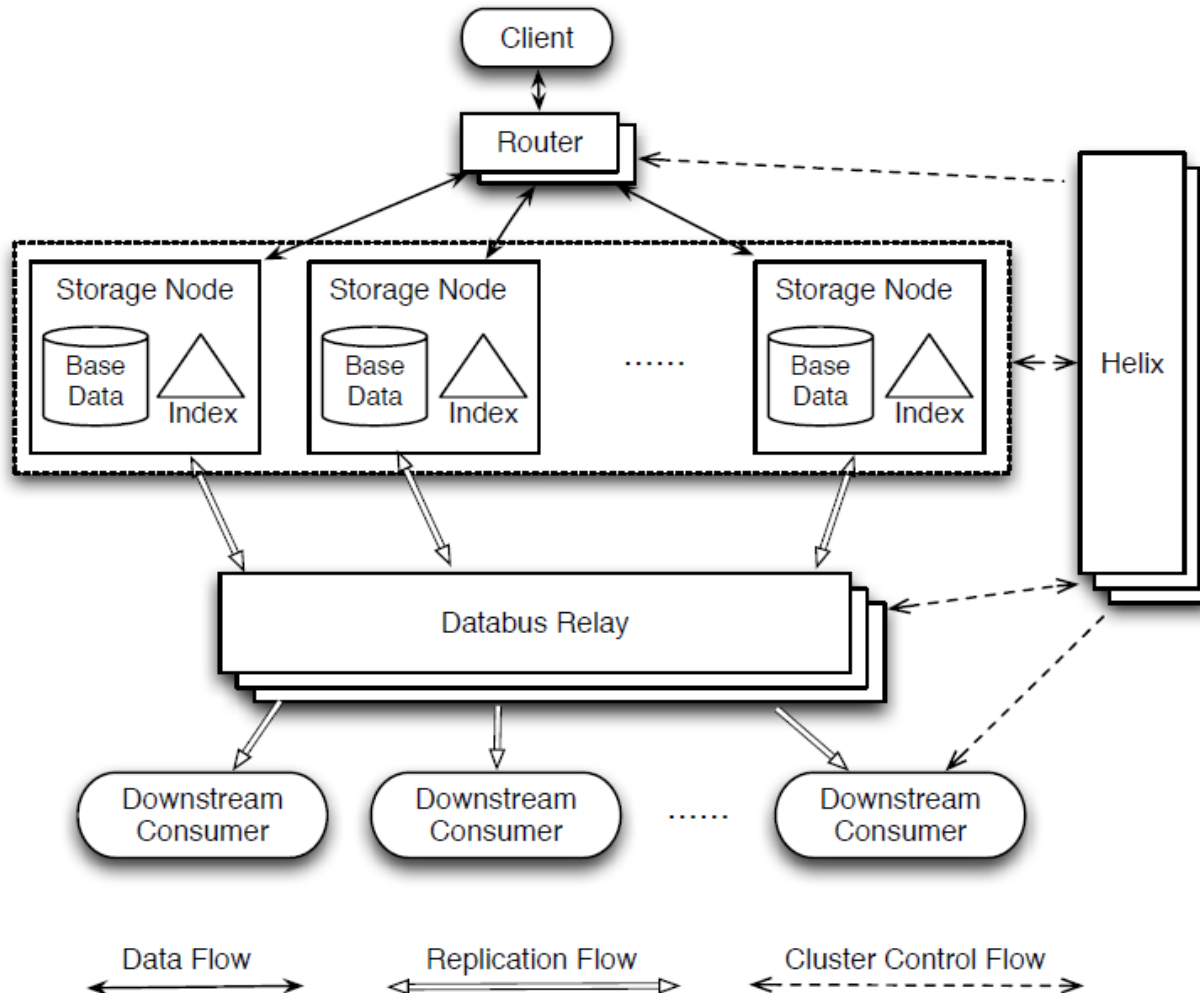 Client
Router
Storage Node
Base
Data
Index
Storage Node
Base
Data
Index
......
Storage Node
Base
Data
Index
Helix
Databus Relay
Downstream
Consumer
Downstream
Consumer
......
Downstream
Consumer
Data Flow
Replication Flow
Cluster Control Flow